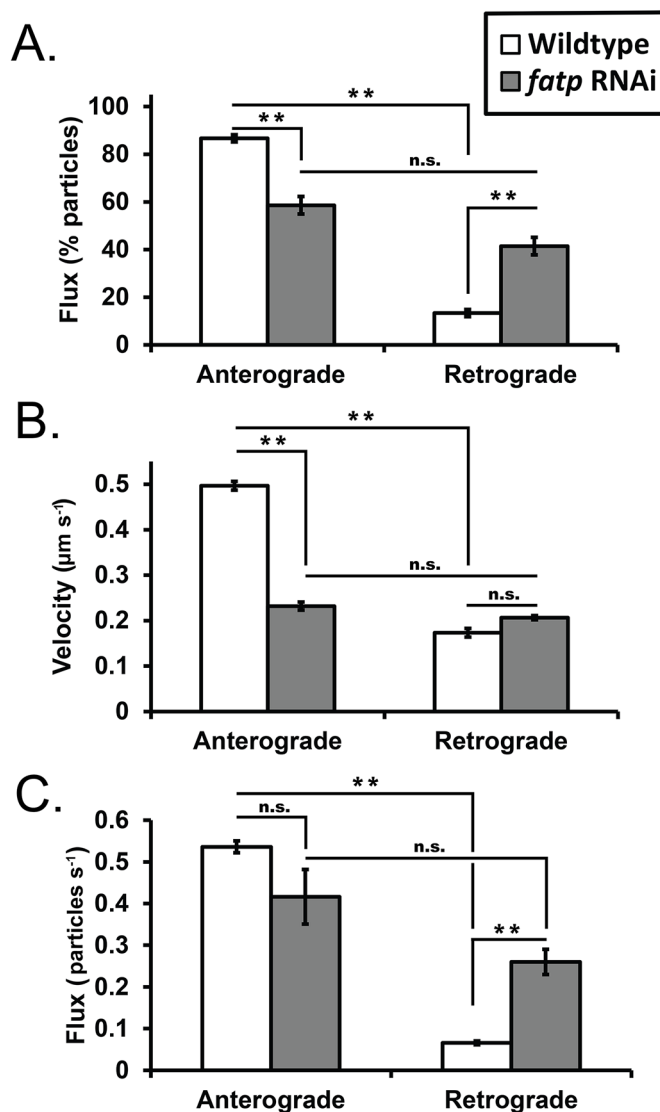 A.
Wildtype
fatp RNAi
**
**
n.s.
**
Flux (% particles)
100
80
60
40
20
0
Anterograde Retrograde
B.
**
**
n.s.
n.s.
Velocity (µm s⁻¹)
0.5
0.4
0.3
0.2
0.1
0
Anterograde Retrograde
C.
**
n.s.
n.s.
**
Flux ( particles s⁻¹)
0.6
0.5
0.4
0.3
0.2
0.1
0
Anterograde Retrograde